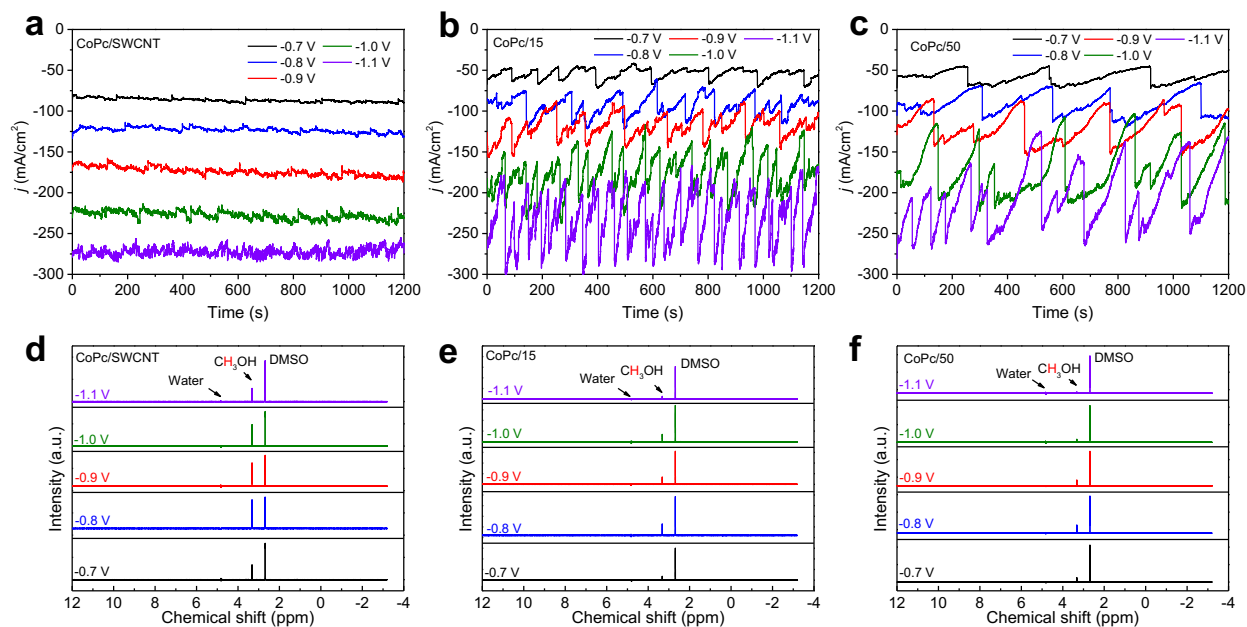 a
CoPc/SWCNT
-0.7 V
-0.8 V
-0.9 V
-1.0 V
-1.1 V
0
-50
-100
-150
-200
-250
-300
j (mA/cm²)
0 200 400 600 800 1000 1200
Time (s)
b
CoPc/15
-0.7 V -0.9 V -1.1 V
-0.8 V -1.0 V
0
-50
-100
-150
-200
-250
-300
j (mA/cm²)
0 200 400 600 800 1000 1200
Time (s)
c
CoPc/50
-0.7 V -0.9 V -1.1 V
-0.8 V -1.0 V
0
-50
-100
-150
-200
-250
-300
j (mA/cm²)
0 200 400 600 800 1000 1200
Time (s)
d
CoPc/SWCNT
Water
CH₃OH
DMSO
-1.1 V
-1.0 V
-0.9 V
-0.8 V
-0.7 V
Intensity (a.u.)
12 10 8 6 4 2 0 -2 -4
Chemical shift (ppm)
e
CoPc/15
Water
CH₃OH
DMSO
-1.1 V
-1.0 V
-0.9 V
-0.8 V
-0.7 V
Intensity (a.u.)
12 10 8 6 4 2 0 -2 -4
Chemical shift (ppm)
f
CoPc/50
Water
CH₃OH
DMSO
-1.1 V
-1.0 V
-0.9 V
-0.8 V
-0.7 V
Intensity (a.u.)
12 10 8 6 4 2 0 -2 -4
Chemical shift (ppm)